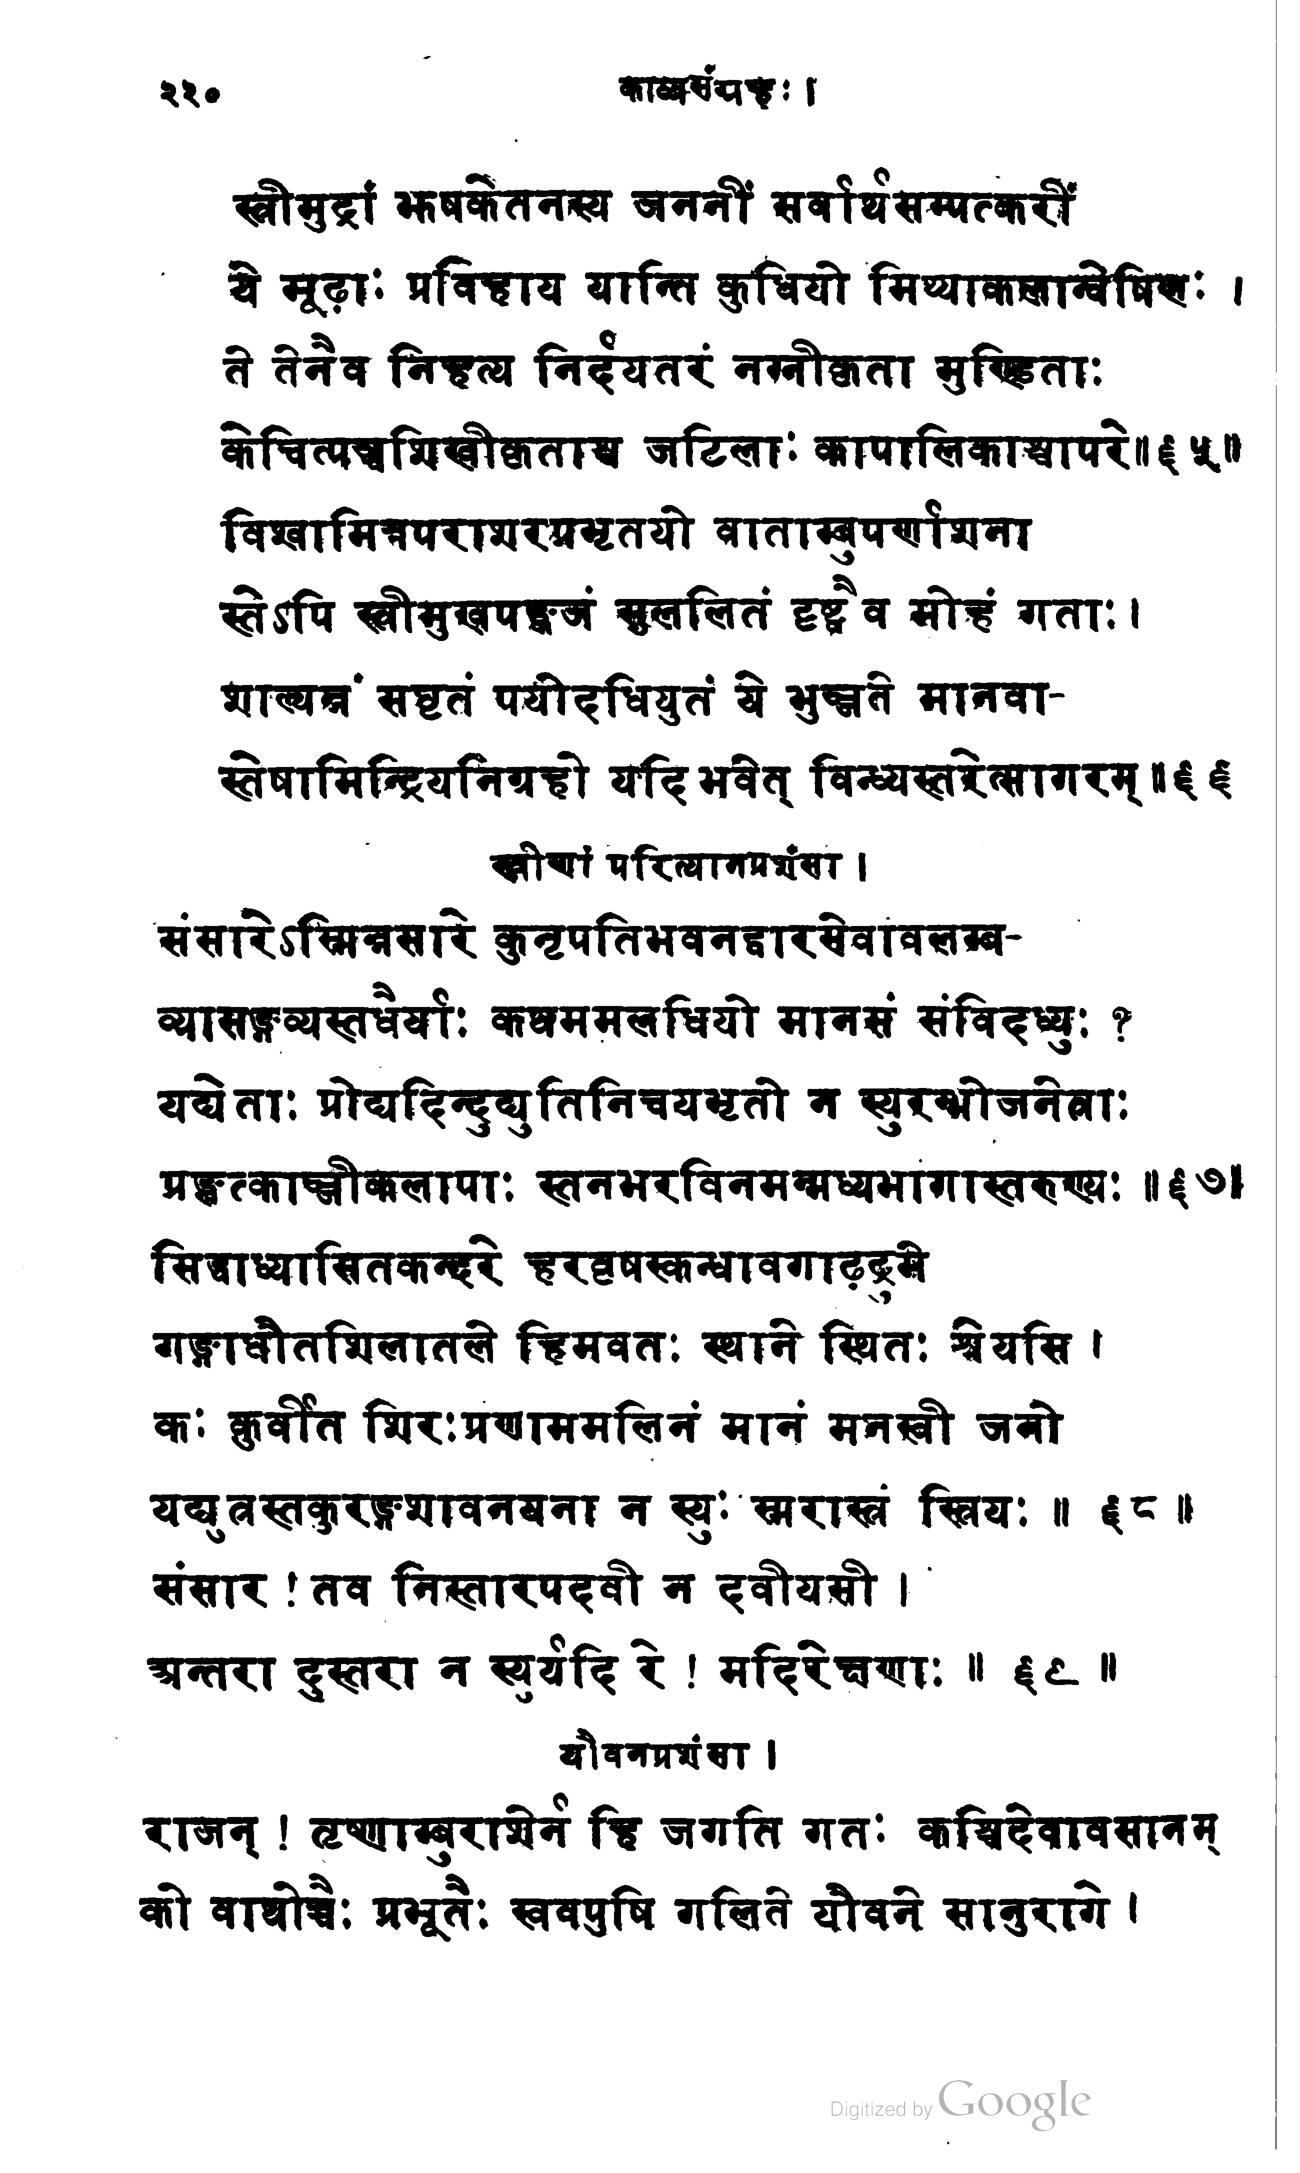 २२० काव्यसंग्रहः ।
स्त्रीमुद्रां झषकेतनस्य जननीं सर्वार्थसम्पत्करीं
ये मूढाः प्रविहाय यान्ति कुधियो मिथ्याफलान्वेषिणः ।
ते तेनैव निहत्य निर्दयतरं नग्नीकृता मुण्डिताः
केचित्पञ्चशिखीकृताश्च जटिलाः कापालिकाश्चापरे॥६५॥
विश्वामित्रपराशरप्रभृतयो वाताम्बुपर्णाशना
स्तेऽपि स्त्रीमुखपङ्कजं सुललितं दृष्ट्वैव मोहं गताः।
शाल्यन्नं सघृतं पयोदधियुतं ये भुञ्जते मानवा-
स्तेषामिन्द्रियनिग्रहो यदि भवेत् विन्ध्यस्तरेत्सागरम्॥६६
स्त्रीणां परित्यागप्रशंसा ।
संसारेऽस्मिन्नसारे कुनृपतिभवनद्वारसेवावलम्ब-
व्यासङ्गव्यस्तधैर्याः कथममलधियो मानसं संविदध्युः ?
यद्येताः प्रोद्यदिन्दुद्युतिनिचयभृतो न स्युरम्भोजनेत्राः
प्रेङ्खत्काञ्चीकलापाः स्तनभरविनमन्मध्यभागास्तरुण्यः ॥६७॥
सिद्धाध्यासितकन्दरे हरवृषस्कन्धावगाढद्रुमे
गङ्गाधौतशिलातले हिमवतः स्थाने स्थितः श्रेयसि ।
कः कुर्वीत शिरःप्रणाममलिनं मानं मनस्वी जनो
यद्युत्रस्तकुरङ्गशावनयना न स्युः स्मरास्त्रं स्त्रियः ॥ ६८ ॥
संसार ! तव निस्तारपदवी न दवीयसी ।
अन्तरा दुस्तरा न स्युर्यदि रे ! मदिरेक्षणाः ॥ ६९ ॥
यौवनप्रशंसा ।
राजन् ! तृष्णाम्बुराशेर्न हि जगति गतः कश्चिदेवावसानम्
को वाथोच्चैः प्रभूतैः स्ववपुषि गलिते यौवने सानुरागे ।
Digitized by Google